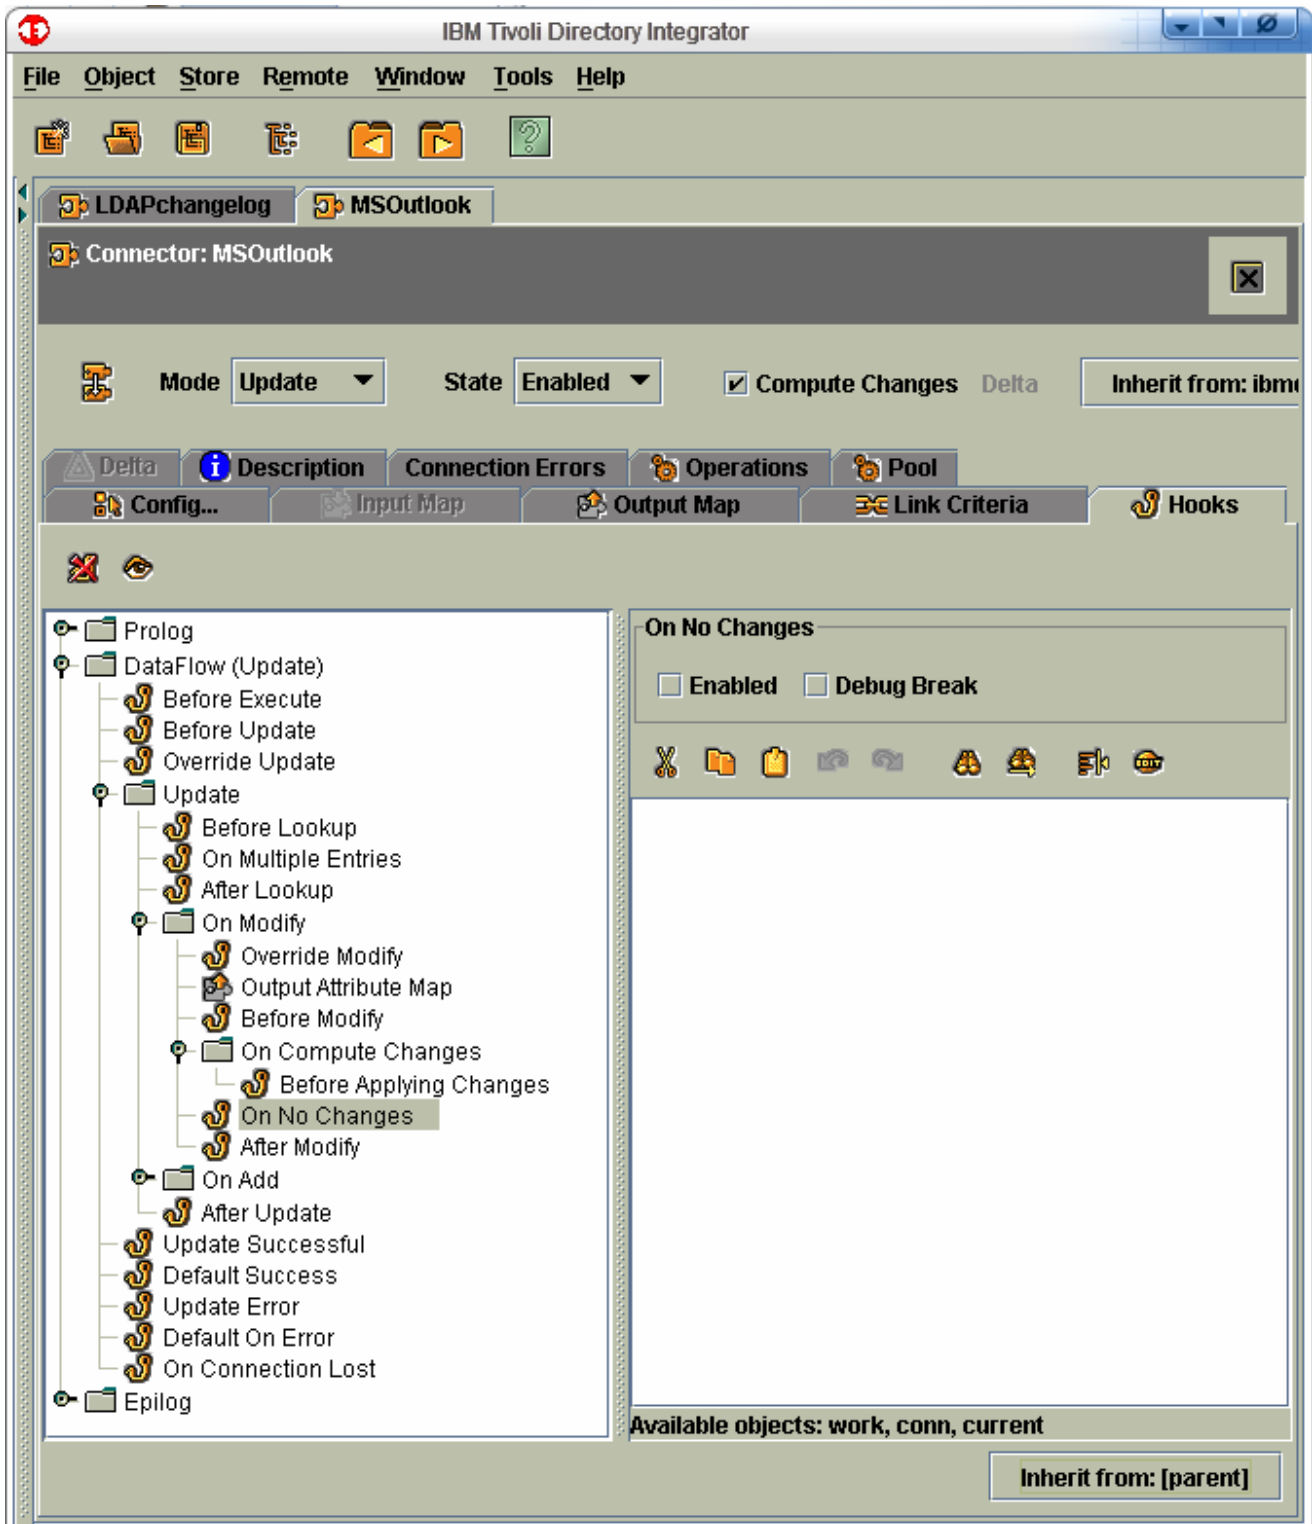 IBM Tivoli Directory Integrator
File Object Store Remote Window Tools Help
LDAPchangelog MSOutlook
Connector: MSOutlook
Mode Update State Enabled Compute Changes Delta Inherit from: ibm
Delta Description Connection Errors Operations Pool
Config... Input Map Output Map Link Criteria Hooks
Prolog
DataFlow (Update)
Before Execute
Before Update
Override Update
Update
Before Lookup
On Multiple Entries
After Lookup
On Modify
Override Modify
Output Attribute Map
Before Modify
On Compute Changes
Before Applying Changes
On No Changes
After Modify
On Add
After Update
Update Successful
Default Success
Update Error
Default On Error
On Connection Lost
Epilog
On No Changes
Enabled Debug Break
Available objects: work, conn, current
Inherit from: [parent]